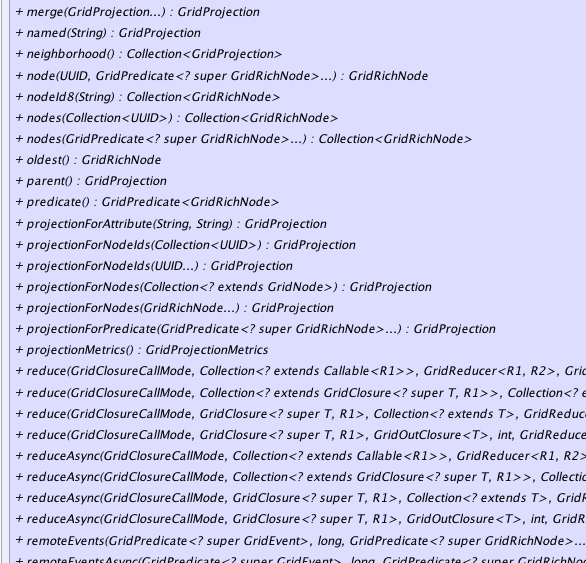 + merge(GridProjection...) : GridProjection
+ named(String) : GridProjection
+ neighborhood() : Collection<GridProjection>
+ node(UUID, GridPredicate<? super GridRichNode>...) : GridRichNode
+ nodeId8(String) : Collection<GridRichNode>
+ nodes(Collection<UUID>) : Collection<GridRichNode>
+ nodes(GridPredicate<? super GridRichNode>...) : Collection<GridRichNode>
+ oldest() : GridRichNode
+ parent() : GridProjection
+ predicate() : GridPredicate<GridRichNode>
+ projectionForAttribute(String, String) : GridProjection
+ projectionForNodeIds(Collection<UUID>) : GridProjection
+ projectionForNodeIds(UUID...) : GridProjection
+ projectionForNodes(Collection<? extends GridNode>) : GridProjection
+ projectionForNodes(GridRichNode...) : GridProjection
+ projectionForPredicate(GridPredicate<? super GridRichNode>...) : GridProjection
+ projectionMetrics() : GridProjectionMetrics
+ reduce(GridClosureCallMode, Collection<? extends Callable<R1>>, GridReducer<R1, R2>, Grid
+ reduce(GridClosureCallMode, Collection<? extends GridClosure<? super T, R1>>, Collection<? e
+ reduce(GridClosureCallMode, GridClosure<? super T, R1>, Collection<? extends T>, GridReduc
+ reduce(GridClosureCallMode, GridClosure<? super T, R1>, GridOutClosure<T>, int, GridReduce
+ reduceAsync(GridClosureCallMode, Collection<? extends Callable<R1>>, GridReducer<R1, R2>
+ reduceAsync(GridClosureCallMode, Collection<? extends GridClosure<? super T, R1>>, Collectio
+ reduceAsync(GridClosureCallMode, GridClosure<? super T, R1>, Collection<? extends T>, GridR
+ reduceAsync(GridClosureCallMode, GridClosure<? super T, R1>, GridOutClosure<T>, int, GridR
+ remoteEvents(GridPredicate<? super GridEvent>, long, GridPredicate<? super GridRichNode>...
+ remoteEventsAsync(GridPredicate<? super GridEvent>, long, GridPredicate<? super GridRichNo